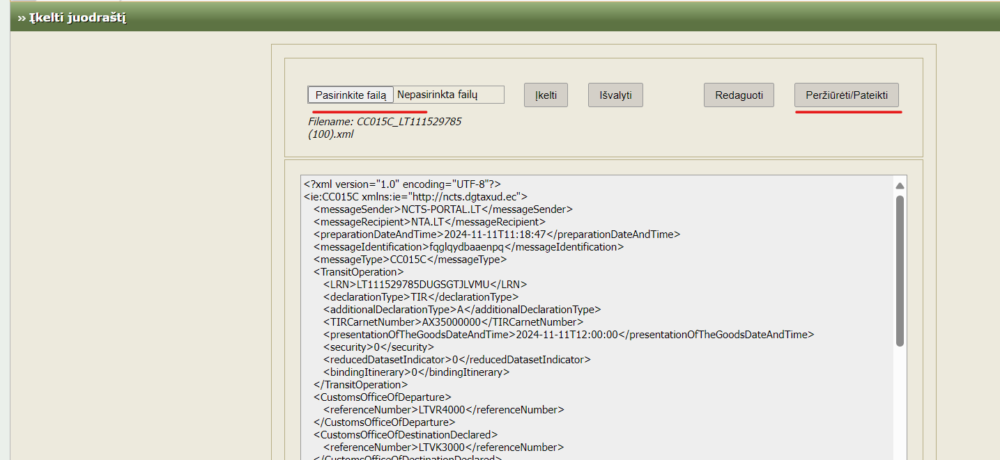 » Įkelti juodraštį
Pasirinkite failą Nepasirinkta failų Įkelti Išvalyti Redaguoti Peržiūrėti/Pateikti
Filename: CC015C_LT111529785
(100).xml
<?xml version="1.0" encoding="UTF-8"?>
<ie:CC015C xmlns:ie="http://ncts.dgtaxud.ec">
<messageSender>NCTS-PORTAL.LT</messageSender>
<messageRecipient>NTA.LT</messageRecipient>
<preparationDateAndTime>2024-11-11T11:18:47</preparationDateAndTime>
<messageIdentification>fqglqydbaaenpq</messageIdentification>
<messageType>CC015C</messageType>
<TransitOperation>
<LRN>LT111529785DUGSGTJLVMU</LRN>
<declarationType>TIR</declarationType>
<additionalDeclarationType>A</additionalDeclarationType>
<TIRCarnetNumber>AX35000000</TIRCarnetNumber>
<presentationOfTheGoodsDateAndTime>2024-11-11T12:00:00</presentationOfTheGoodsDateAndTime>
<security>0</security>
<reducedDatasetIndicator>0</reducedDatasetIndicator>
<bindingItinerary>0</bindingItinerary>
</TransitOperation>
<CustomsOfficeOfDeparture>
<referenceNumber>LTVR4000</referenceNumber>
</CustomsOfficeOfDeparture>
<CustomsOfficeOfDestinationDeclared>
<referenceNumber>LTVK3000</referenceNumber>
</CustomsOfficeOfDestinationDeclared>